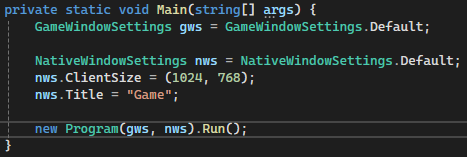 private static void Main(string[] args) {
GameWindowSettings gws = GameWindowSettings.Default;
NativeWindowSettings nws = NativeWindowSettings.Default;
nws.ClientSize = (1024, 768);
nws.Title = "Game";
new Program(gws, nws).Run();
}